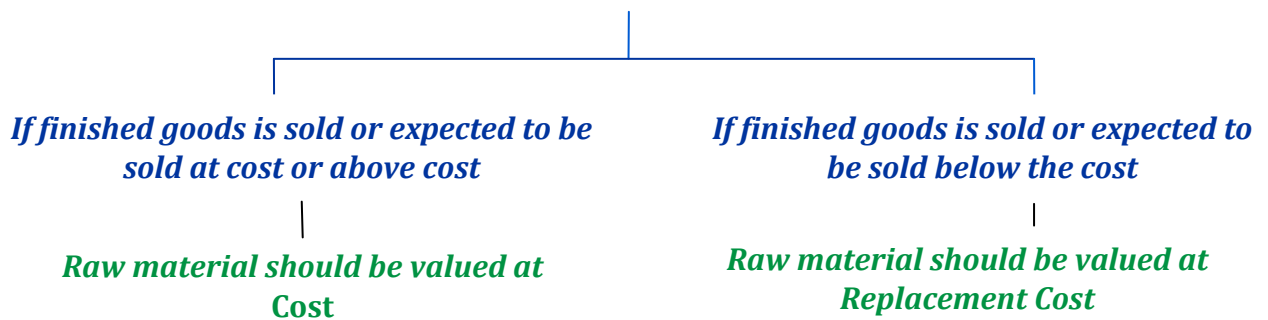 If finished goods is sold or expected to be
sold at cost or above cost
Raw material should be valued at
Cost
If finished goods is sold or expected to
be sold below the cost
Raw material should be valued at
Replacement Cost